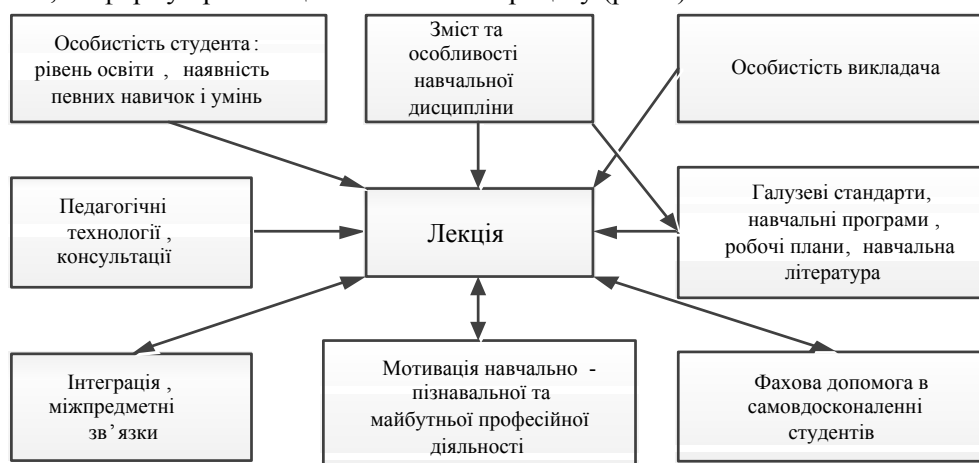 Особистість студента :
рівень освіти , наявність
певних навичок і умінь
Зміст та
особливості
навчальної
дисципліни
Особистість викладача
Педагогічні
технології ,
консультації
Лекція
Галузеві стандарти,
навчальні програми ,
робочі плани, навчальна
література
Інтеграція ,
міжпредметні
зв’язки
Мотивація навчально -
пізнавальної та
майбутньої професійної
діяльності
Фахова допомога в
самовдосконаленні
студентів